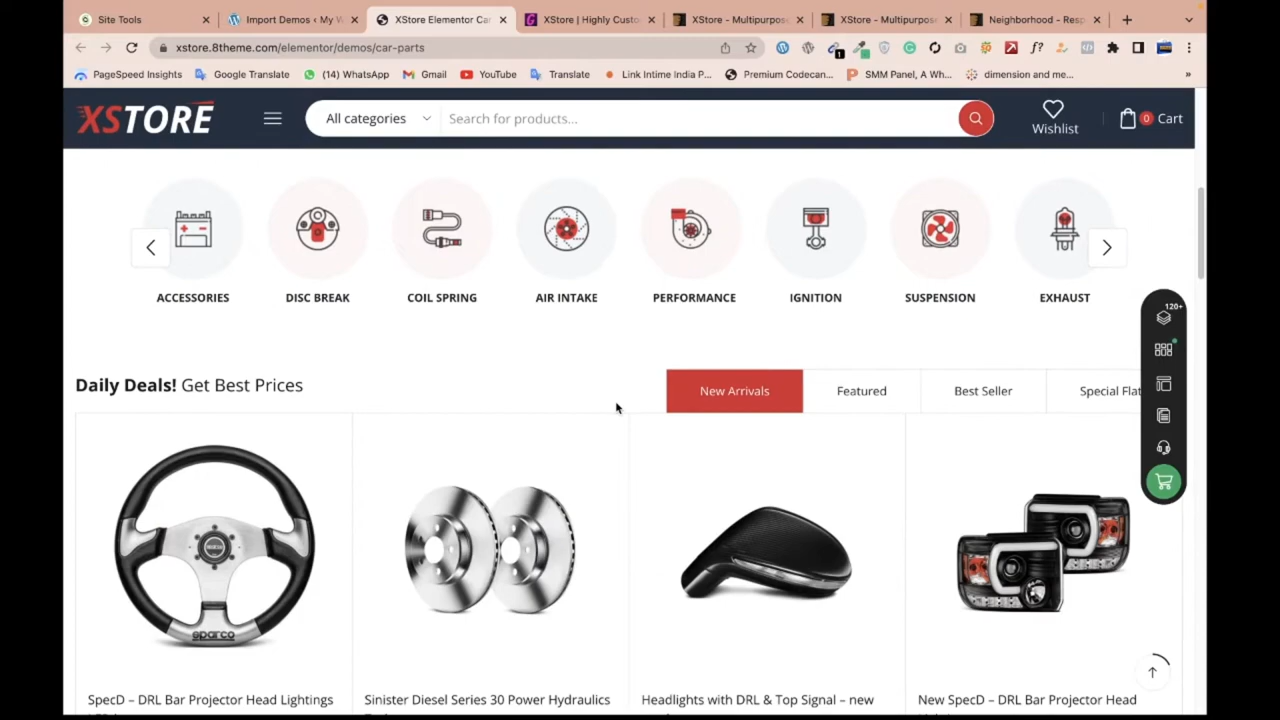 Site Tools
Import Demos ‹ My W
XStore Elementor Car
XStore | Highly Custo
XStore - Multipurpose
XStore - Multipurpose
Neighborhood - Resp
xstore.8theme.com/elementor/demos/car-parts
PageSpeed Insights
Google Translate
(14) WhatsApp
Gmail
YouTube
Translate
Link Intime India P...
Premium Codecan...
SMM Panel, A Wh...
dimension and me...
»
XSTORE
All categories
Search for products...
Wishlist
0 Cart
ACCESSORIES
DISC BREAK
COIL SPRING
AIR INTAKE
PERFORMANCE
IGNITION
SUSPENSION
EXHAUST
120+
Daily Deals! Get Best Prices
New Arrivals
Featured
Best Seller
Special Flat
sparco
SpecD – DRL Bar Projector Head Lightings
Sinister Diesel Series 30 Power Hydraulics
Headlights with DRL & Top Signal – new
New SpecD – DRL Bar Projector Head